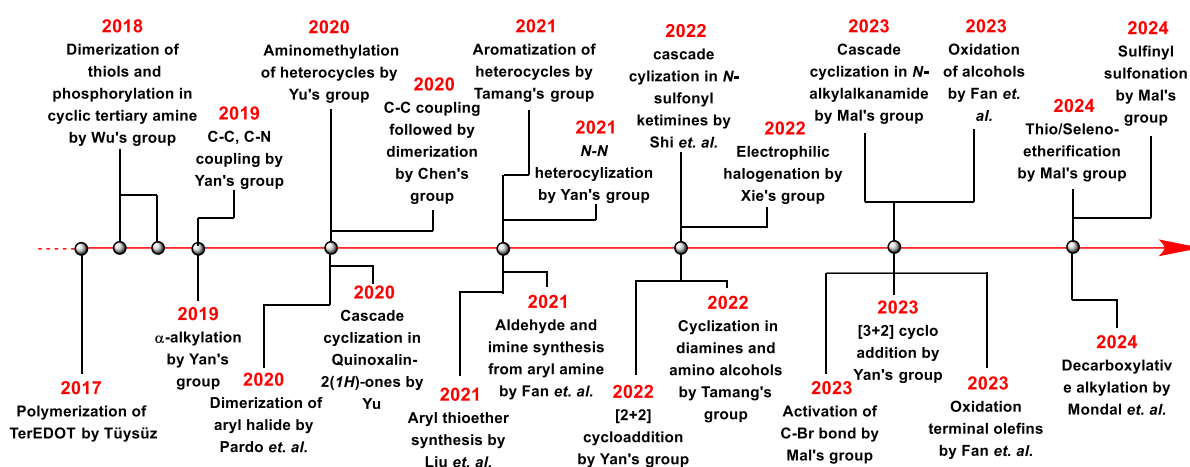 2018
Dimerization of
thiols and
phosphorylation in
cyclic tertiary amine
by Wu's group
2019
C-C, C-N
coupling by
Yan's group
2020
Aminomethylation
of heterocycles by
Yu's group
2020
C-C coupling
followed by
dimerization
by Chen's
group
2021
Aromatization of
heterocycles by
Tamang's group
2021
N-N
heterocylization
by Yan's group
2022
cascade
cylization in N-
sulfonyl
ketimines by
Shi et. al.
2022
Electrophilic
halogenation by
Xie's group
2023
Cascade
cyclization in N-
alkylalkanamide
by Mal's group
2023
Oxidation
of alcohols
by Fan et.
al.
2024
Thio/Seleno-
etherification
by Mal's group
2024
Sulfinyl
sulfonation
by Mal's
group
2017
Polymerization of
TerEDOT by Tüysüz
2019
α-alkylation
by Yan's
group
2020
Dimerization of
aryl halide by
Pardo et. al.
2020
Cascade
cyclization in
Quinoxalin-
2(1H)-ones by
Yu
2021
Aryl thioether
synthesis by
Liu et. al.
2021
Aldehyde and
imine synthesis
from aryl amine
by Fan et. al.
2022
[2+2]
cycloaddition
by Yan's group
2022
Cyclization in
diamines and
amino alcohols
by Tamang's
group
2023
Activation of
C-Br bond by
Mal's group
2023
[3+2] cyclo
addition by
Yan's group
2023
Oxidation
terminal olefins
by Fan et. al.
2024
Decarboxylativ
e alkylation by
Mondal et. al.